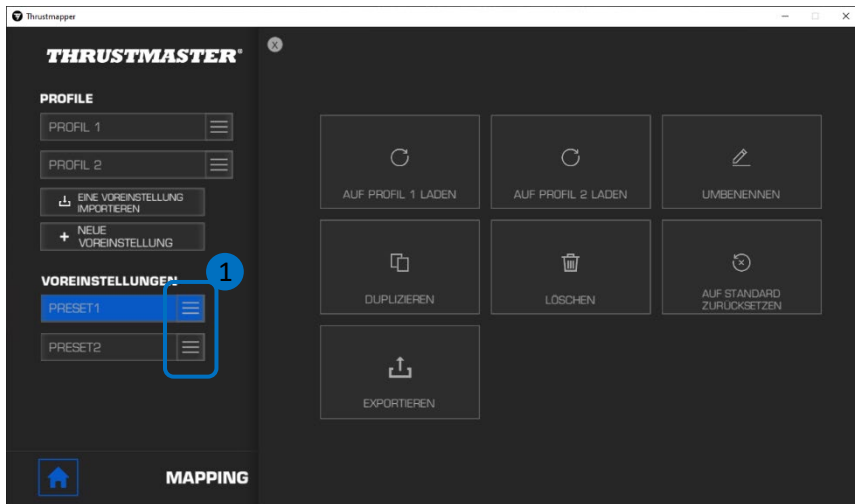 Thrustmapper
THRUSTMASTER®
X
PROFILE
PROFIL 1
PROFIL 2
EINE VOREINSTELLUNG
IMPORTIEREN
+ NEUE
VOREINSTELLUNG
VOREINSTELLUNGEN
1
PRESET1
PRESET2
MAPPING
AUF PROFIL 1 LADEN
AUF PROFIL 2 LADEN
UMBENENNEN
DUPLIZIEREN
LÖSCHEN
AUF STANDARD
ZURÜCKSETZEN
EXPORTIEREN